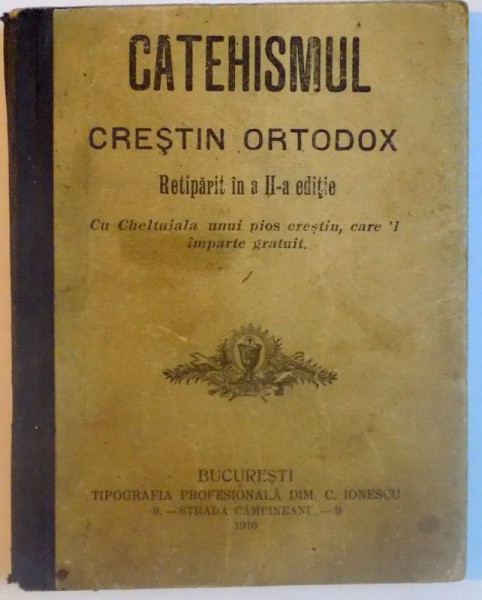 CATEHISMUL
CREŞTIN ORTODOX
Retipărit în a II-a ediţie
Cu Cheltuiala unui pios creştin, care 'l
împarte gratuit.
BUCUREŞTI
TIPOGRAFIA PROFESIONALĂ DIM. C. IONESCU
9. — STRADA CÂMPINEANU. — 9
1916